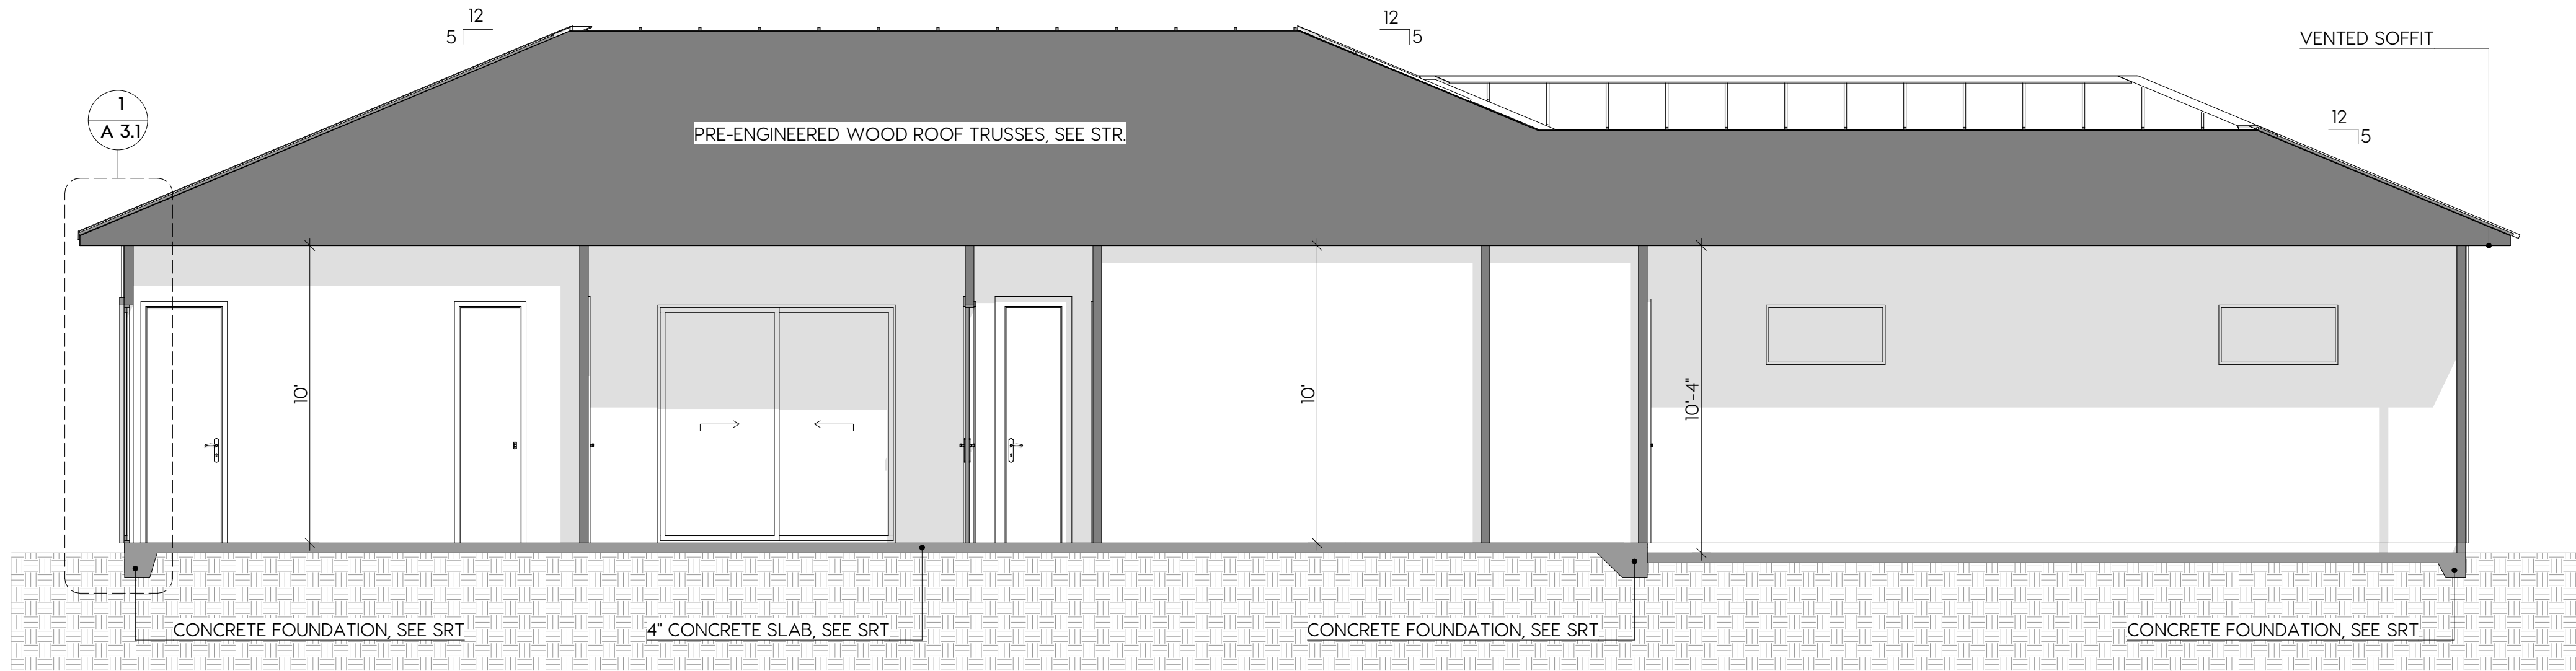 12
5
12
5
VENTED SOFFIT
1
A 3.1
PRE-ENGINEERED WOOD ROOF TRUSSES, SEE STR.
12
5
10'
10'
10'-4"
CONCRETE FOUNDATION, SEE SRT
4" CONCRETE SLAB, SEE SRT
CONCRETE FOUNDATION, SEE SRT
CONCRETE FOUNDATION, SEE SRT